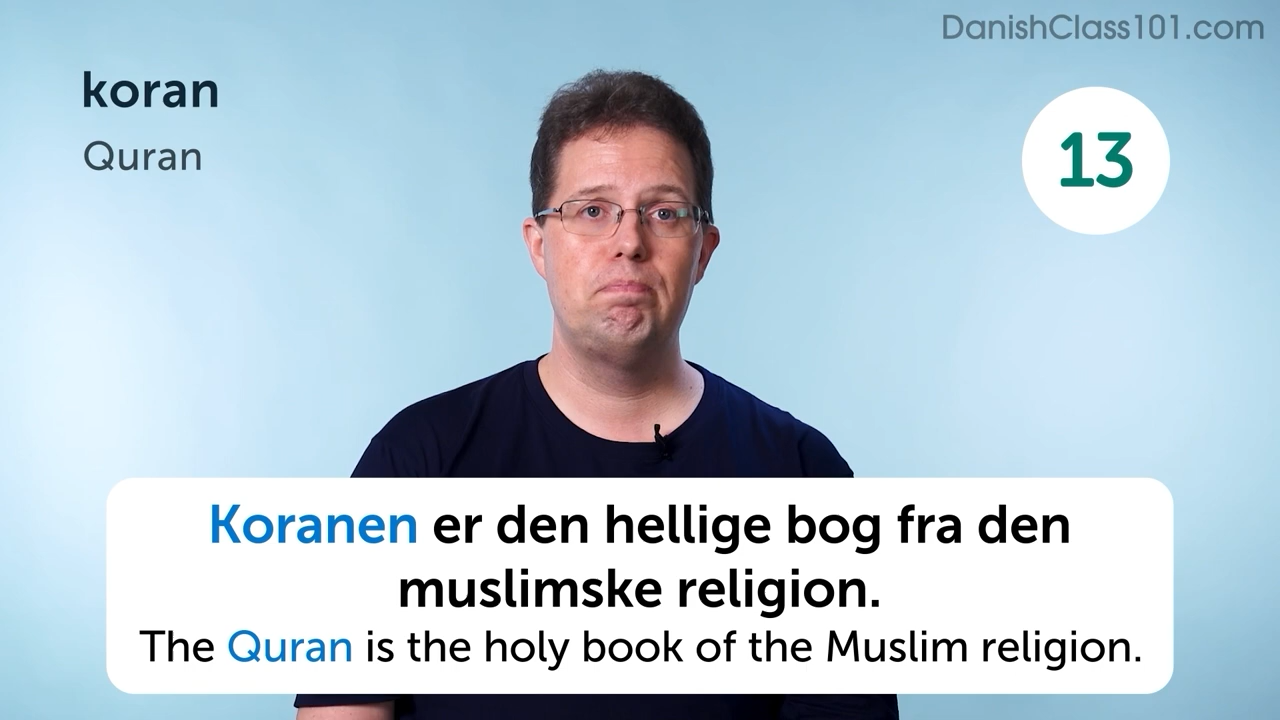 DanishClass101.com
koran
Quran
13
Koranen er den hellige bog fra den
muslimske religion.
The Quran is the holy book of the Muslim religion.